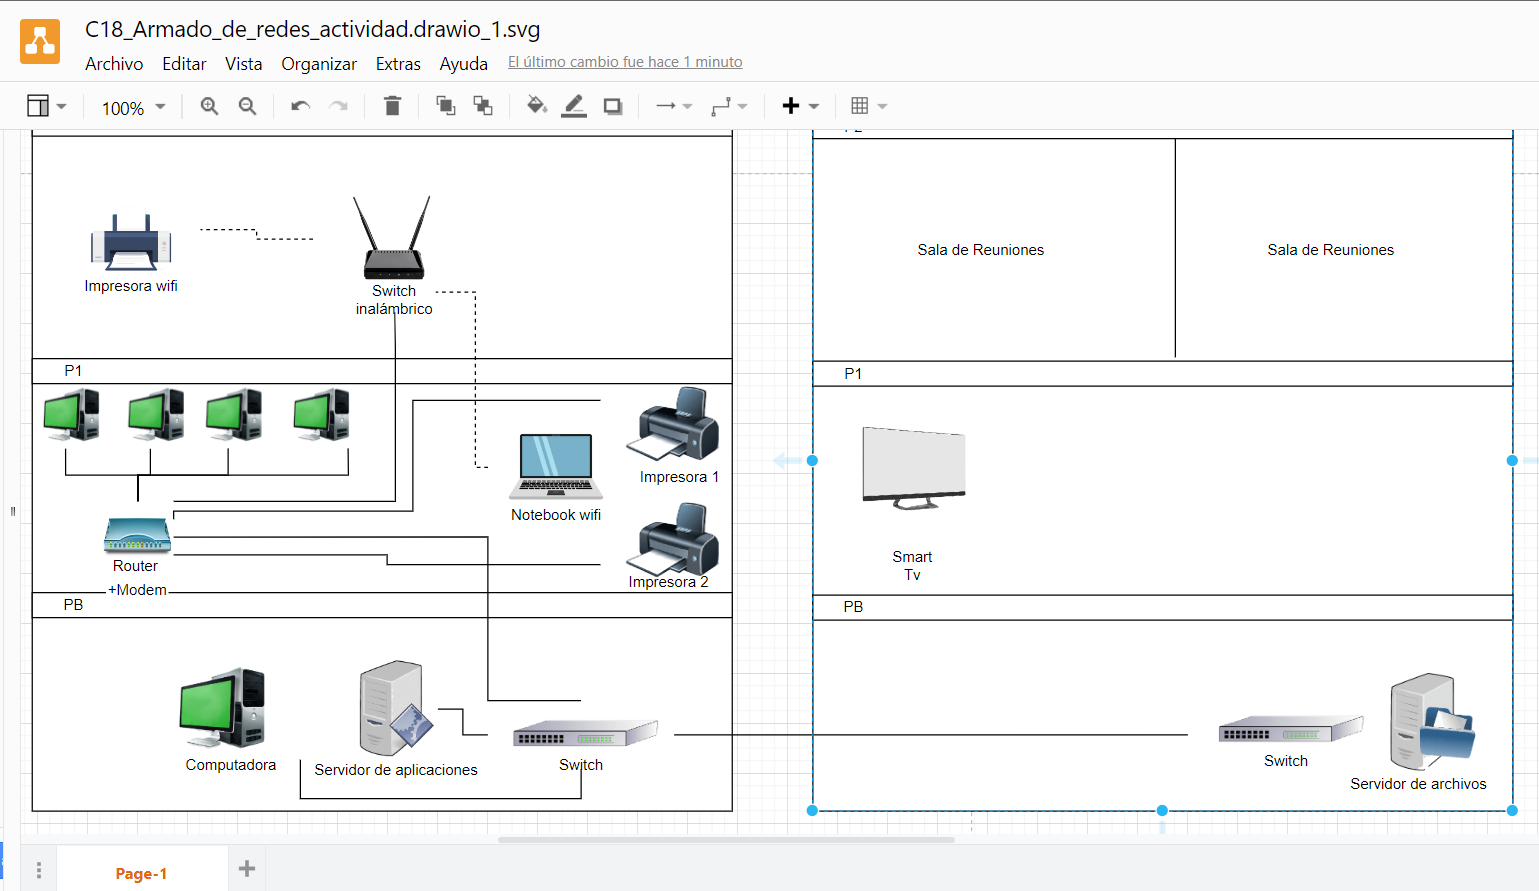 C18_Armado_de_redes_actividad.drawio_1.svg
Archivo Editar Vista Organizar Extras Ayuda El último cambio fue hace 1 minuto
100%
Impresora wifi
Switch
inalámbrico
P1
Impresora 1
Notebook wifi
Impresora 2
Router
+Modem
PB
Computadora
Servidor de aplicaciones
Switch
Sala de Reuniones
Sala de Reuniones
P1
Smart
Tv
PB
Switch
Servidor de archivos
Page-1